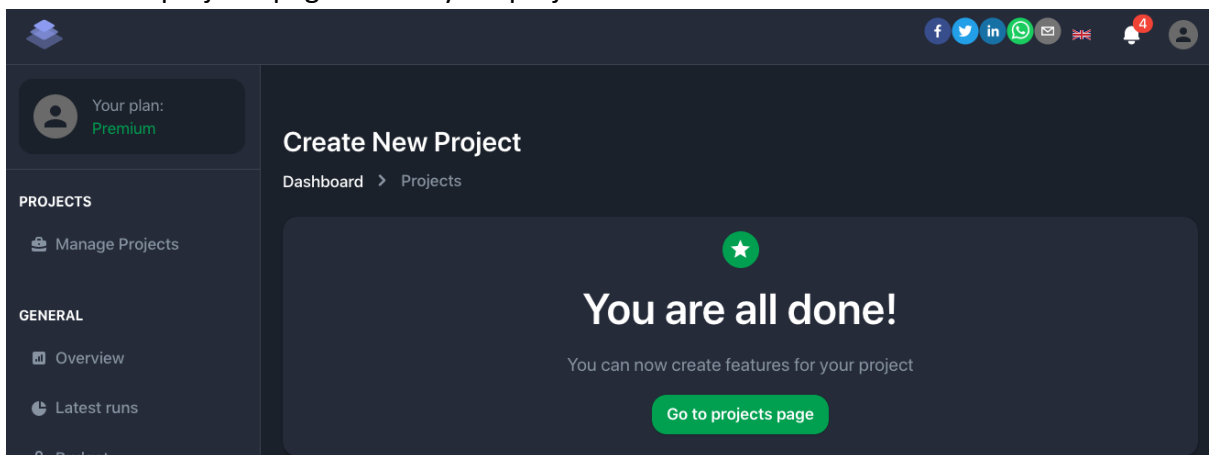 4
Your plan:
Premium
Create New Project
Dashboard > Projects
PROJECTS
Manage Projects
You are all done!
GENERAL
Overview
You can now create features for your project
Latest runs
Go to projects page